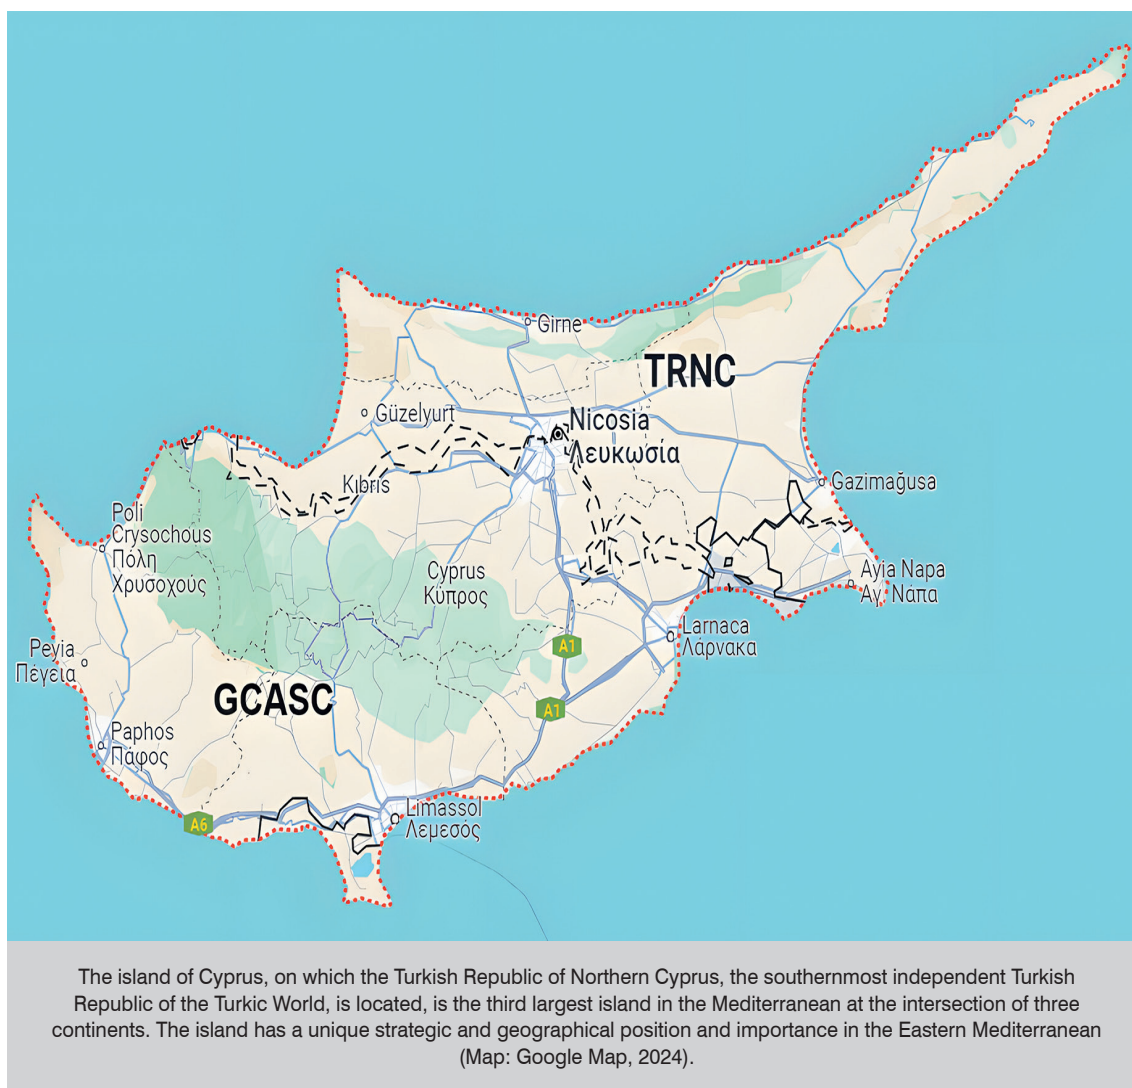 Girne
TRNC
Güzelyurt
Nicosia
Λευκωσία
Kıbrıs
Gazimağusa
Poli
Crysochous
Πόλη
Χρυσοχούς
Cyprus
Κύπρος
Ayia Napa
Αγ. Νάπα
Larnaca
Λάρνακα
A1
Peyia
Πέγεια
GCASC
A1
Paphos
Πάφος
Limassol
Λεμεσός
A6
The island of Cyprus, on which the Turkish Republic of Northern Cyprus, the southernmost independent Turkish
Republic of the Turkic World, is located, is the third largest island in the Mediterranean at the intersection of three
continents. The island has a unique strategic and geographical position and importance in the Eastern Mediterranean
(Map: Google Map, 2024).